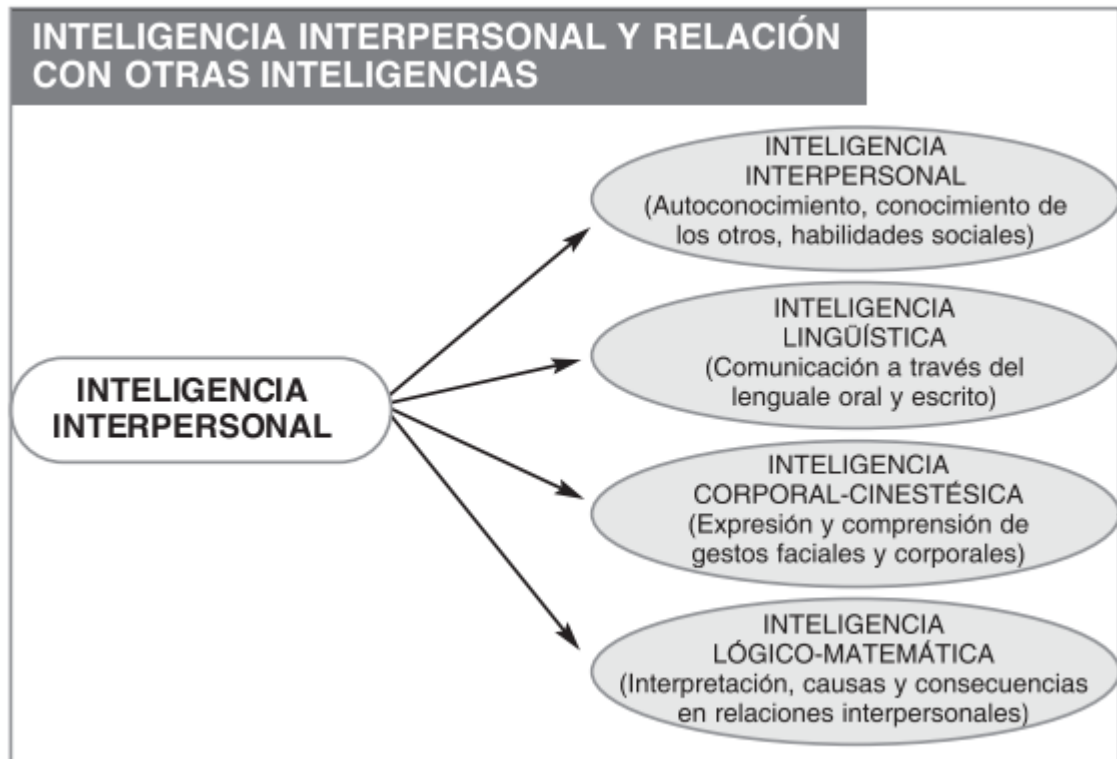 INTELIGENCIA INTERPERSONAL Y RELACIÓN
CON OTRAS INTELIGENCIAS
INTELIGENCIA
INTERPERSONAL
INTELIGENCIA
INTERPERSONAL
(Autoconocimiento, conocimiento de
los otros, habilidades sociales)
INTELIGENCIA
LINGÜÍSTICA
(Comunicación a través del
lenguale oral y escrito)
INTELIGENCIA
CORPORAL-CINESTÉSICA
(Expresión y comprensión de
gestos faciales y corporales)
INTELIGENCIA
LÓGICO-MATEMÁTICA
(Interpretación, causas y consecuencias
en relaciones interpersonales)